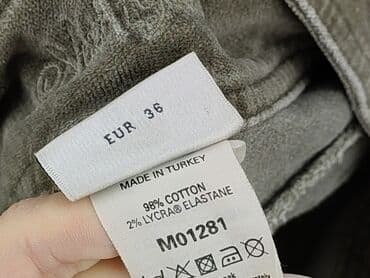 EUR 36
MADE IN TURKEY
98% COTTON
2% LYCRA® ELASTANE
M01281